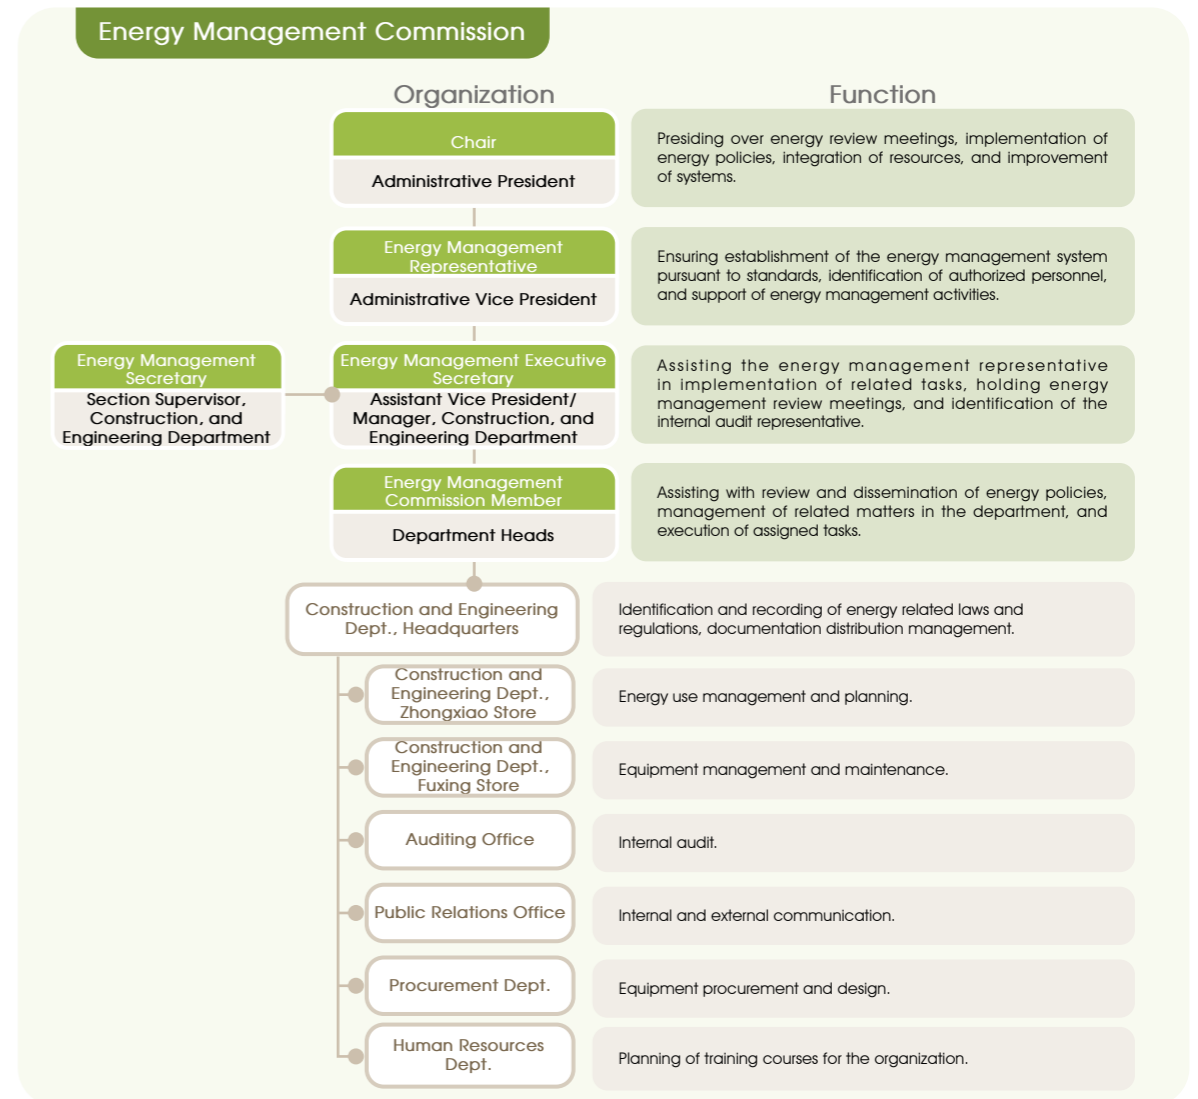 Energy Management Commission
Organization
Function
Chair
Administrative President
Presiding over energy review meetings, implementation of
energy policies, integration of resources, and improvement
of systems.
Energy Management
Representative
Administrative Vice President
Ensuring establishment of the energy management system
pursuant to standards, identification of authorized personnel,
and support of energy management activities.
Energy Management
Secretary
Section Supervisor,
Construction, and
Engineering Department
Energy Management Executive
Secretary
Assistant Vice President/
Manager, Construction, and
Engineering Department
Assisting the energy management representative
in implementation of related tasks, holding energy
management review meetings, and identification of the
internal audit representative.
Energy Management
Commission Member
Department Heads
Assisting with review and dissemination of energy policies,
management of related matters in the department, and
execution of assigned tasks.
Construction and Engineering
Dept., Headquarters
Identification and recording of energy related laws and
regulations, documentation distribution management.
Construction and
Engineering Dept.,
Zhongxiao Store
Energy use management and planning.
Construction and
Engineering Dept.,
Fuxing Store
Equipment management and maintenance.
Auditing Office
Internal audit.
Public Relations Office
Internal and external communication.
Procurement Dept.
Equipment procurement and design.
Human Resources
Dept.
Planning of training courses for the organization.